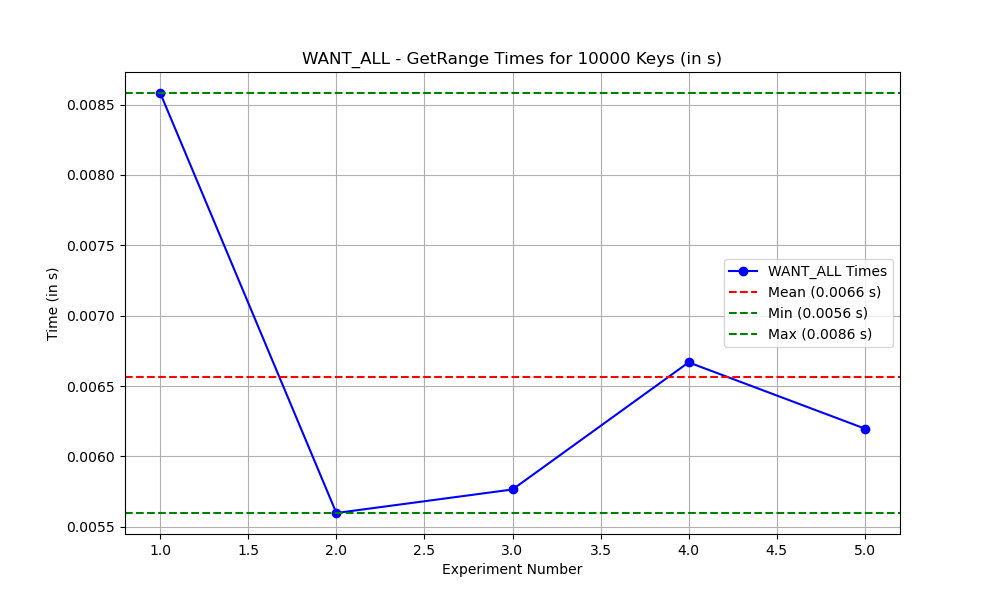 WANT_ALL - GetRange Times for 10000 Keys (in s)
Time (in s)
0.0085
0.0080
0.0075
0.0070
0.0065
0.0060
0.0055
WANT_ALL Times
Mean (0.0066 s)
Min (0.0056 s)
Max (0.0086 s)
1.0 1.5 2.0 2.5 3.0 3.5 4.0 4.5 5.0
Experiment Number